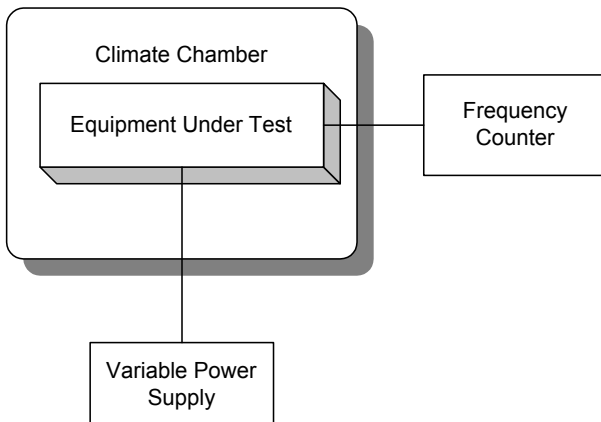 Climate Chamber
Equipment Under Test
Frequency
Counter
Variable Power
Supply